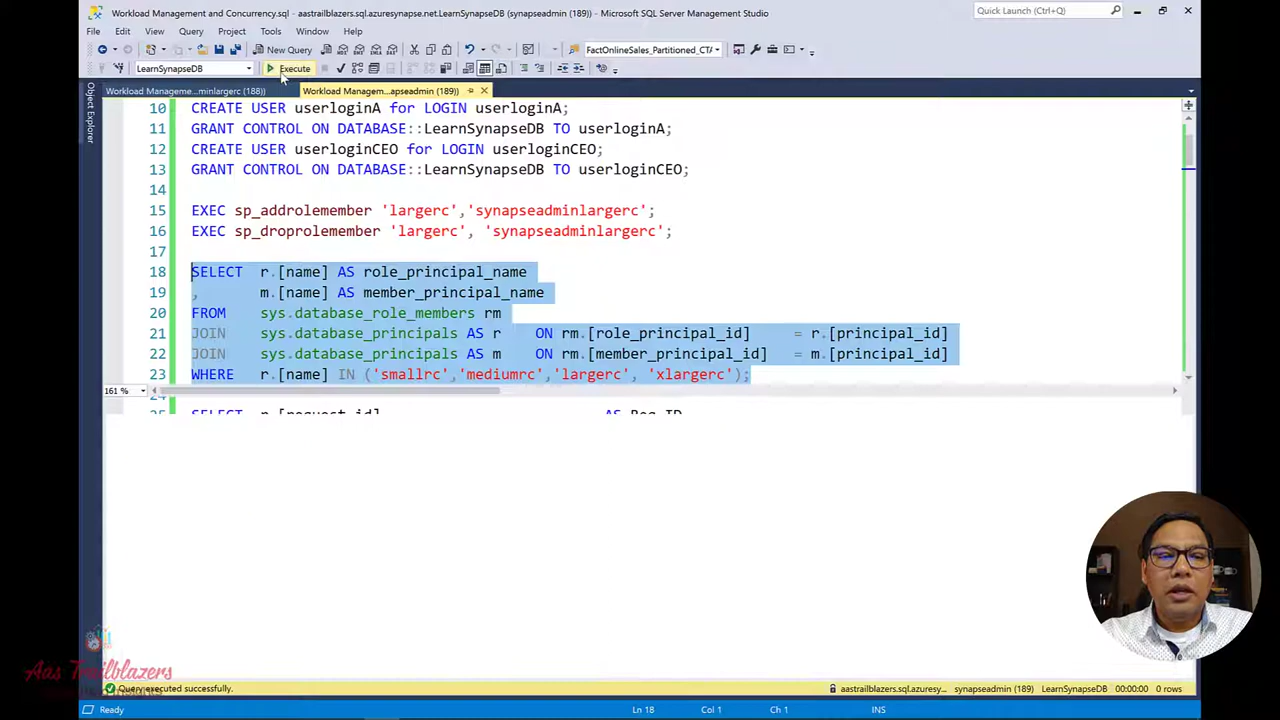 Workload Management and Concurrency.sql - aastrailblazers.sql.azuresynapse.net.LearnSynapseDB (synapseadmin (189)) - Microsoft SQL Server Management Studio
Quick Launch (Ctrl+Q)
File Edit View Query Project Tools Window Help
New Query
FactOnlineSales_Partitioned_CTA
LearnSynapseDB
Execute
Workload Manageme...minlargerc (188))
Workload Managem...apseadmin (189))
Object Explorer
10 CREATE USER userloginA for LOGIN userloginA;
11 GRANT CONTROL ON DATABASE::LearnSynapseDB TO userloginA;
12 CREATE USER userloginCEO for LOGIN userloginCEO;
13 GRANT CONTROL ON DATABASE::LearnSynapseDB TO userloginCEO;
14
15 EXEC sp_addrolemember 'largerc','synapseadminlargerc';
16 EXEC sp_droprolemember 'largerc', 'synapseadminlargerc';
17
18 SELECT r.[name] AS role_principal_name
19 , m.[name] AS member_principal_name
20 FROM sys.database_role_members rm
21 JOIN sys.database_principals AS r ON rm.[role_principal_id] = r.[principal_id]
22 JOIN sys.database_principals AS m ON rm.[member_principal_id] = m.[principal_id]
23 WHERE r.[name] IN ('smallrc','mediumrc','largerc', 'xlargerc');
161 %
Aas Trailblazers
Query executed successfully.
aastrailblazers.sql.azuresy...
synapseadmin (189)
LearnSynapseDB
00:00:00
0 rows
Ready
Ln 18
Col 1
Ch 1
INS